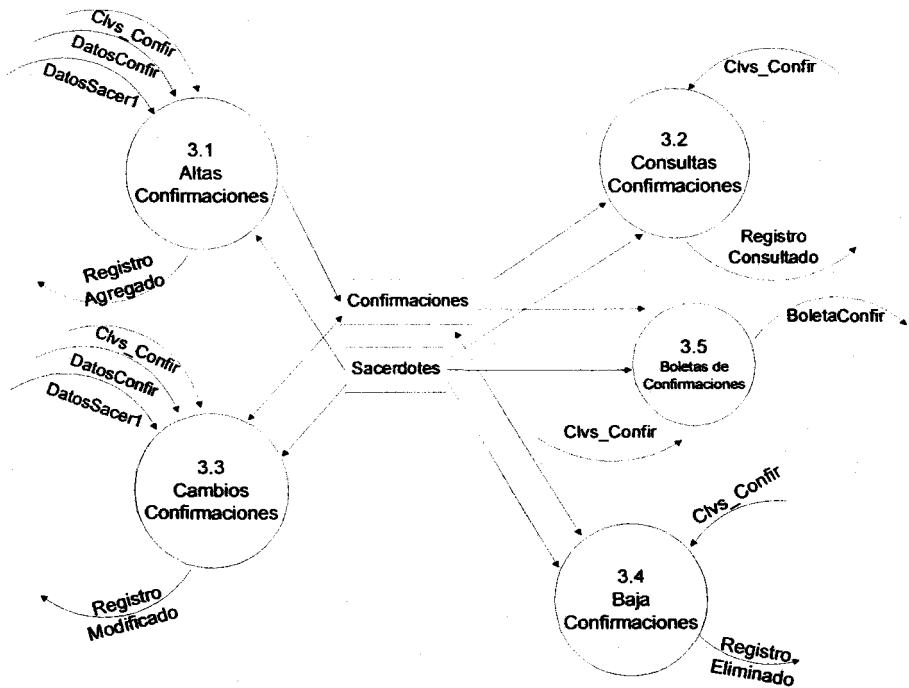 Clvs_Confir
DatosConfir
DatosSacer1
3.1
Altas
Confirmaciones
Registro
Agregado
Clvs_Confir
3.2
Consultas
Confirmaciones
Registro
Consultado
Confirmaciones
Sacerdotes
BoletaConfir
3.5
Boletas de
Confirmaciones
Clvs_Confir
Clvs_Confir
DatosConfir
DatosSacer1
3.3
Cambios
Confirmaciones
Registro
Modificado
Clvs_Confir
3.4
Baja
Confirmaciones
Registro
Eliminado